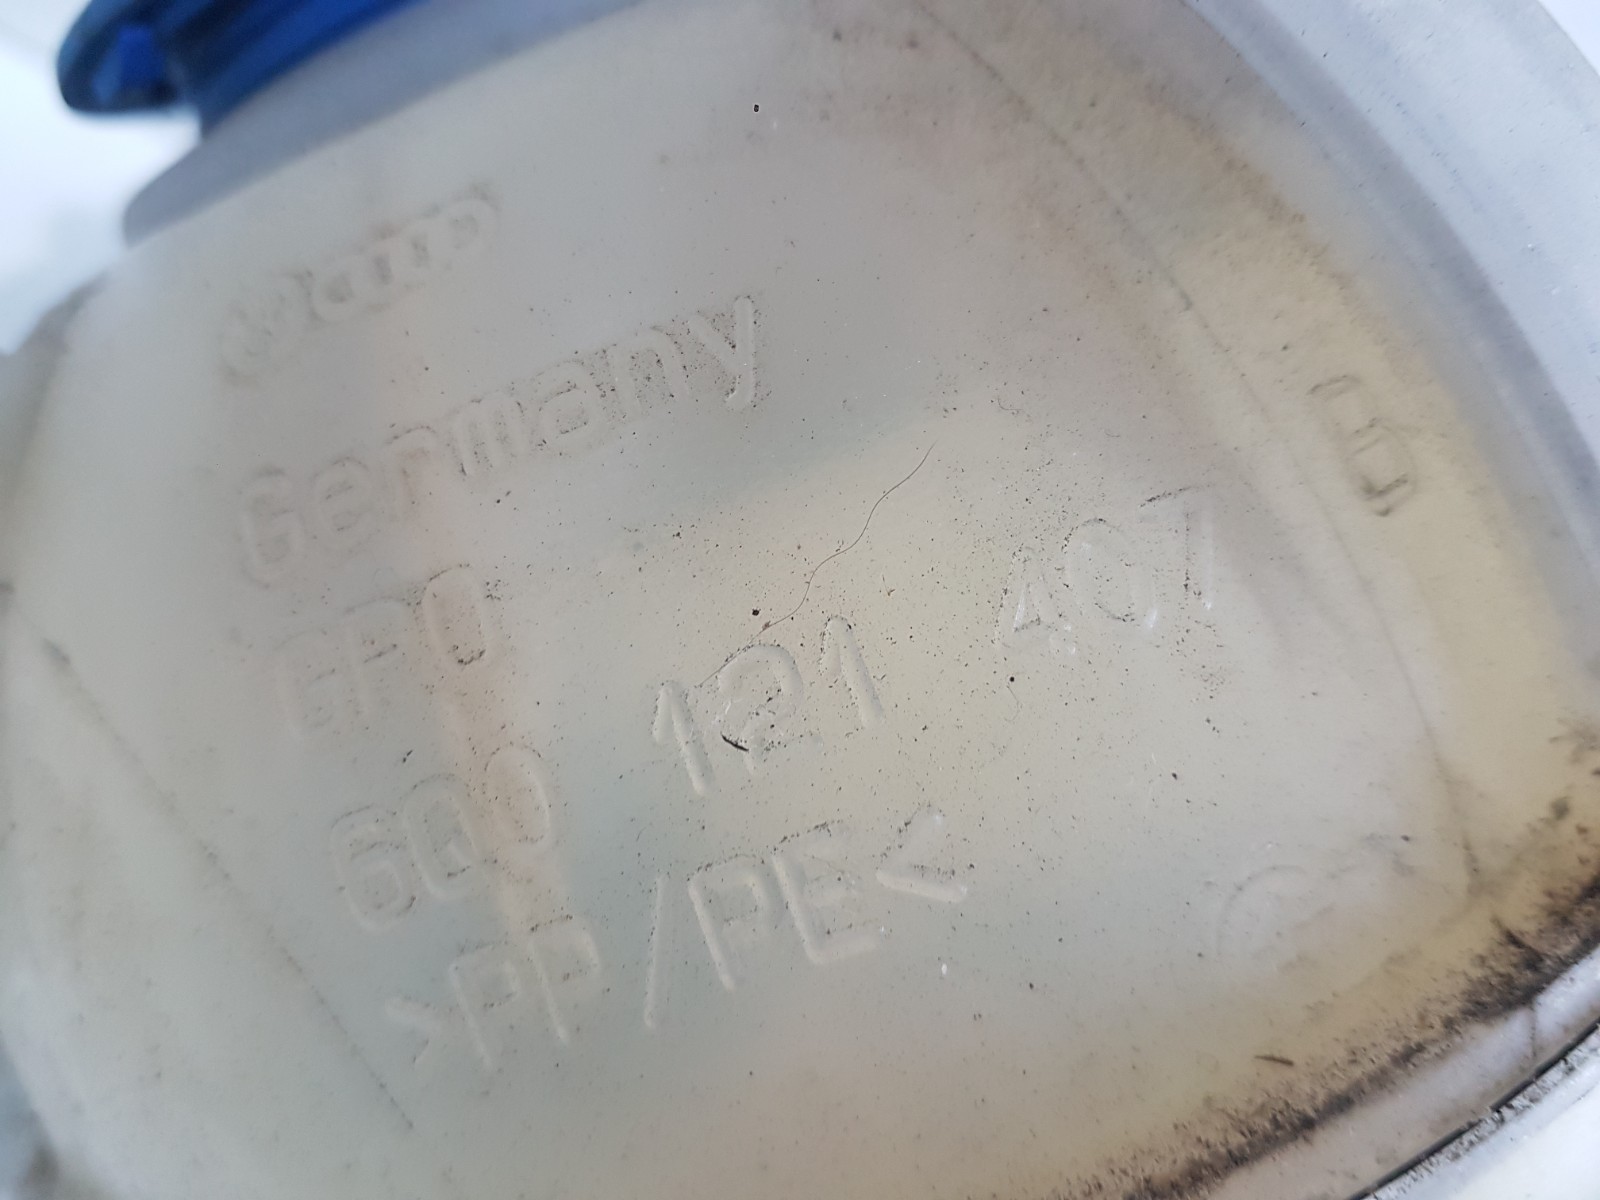 Germany
6Q0 121 407
>PP/PE<